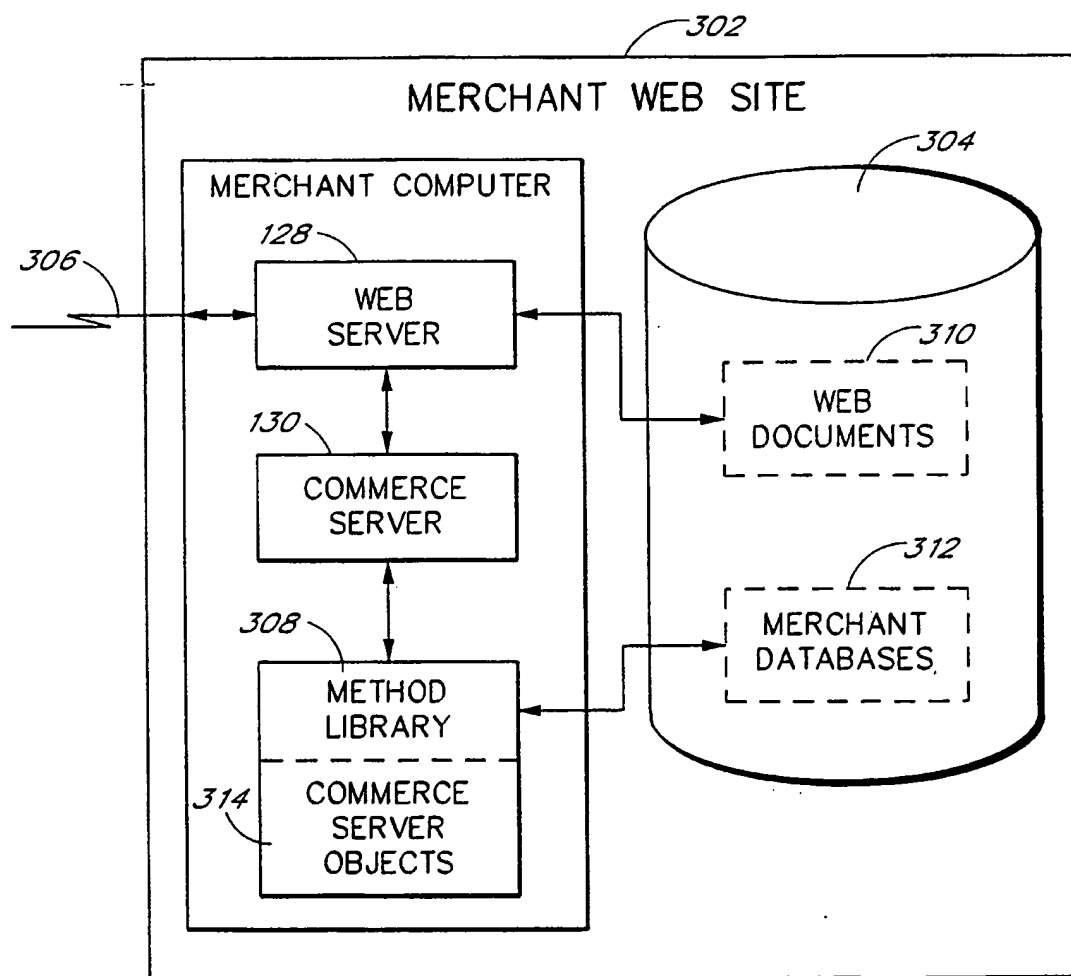 302
MERCHANT WEB SITE
304
MERCHANT COMPUTER
128
306
WEB
SERVER
310
WEB
DOCUMENTS
130
COMMERCE
SERVER
312
MERCHANT
DATABASES
308
METHOD
LIBRARY
314
COMMERCE
SERVER
OBJECTS